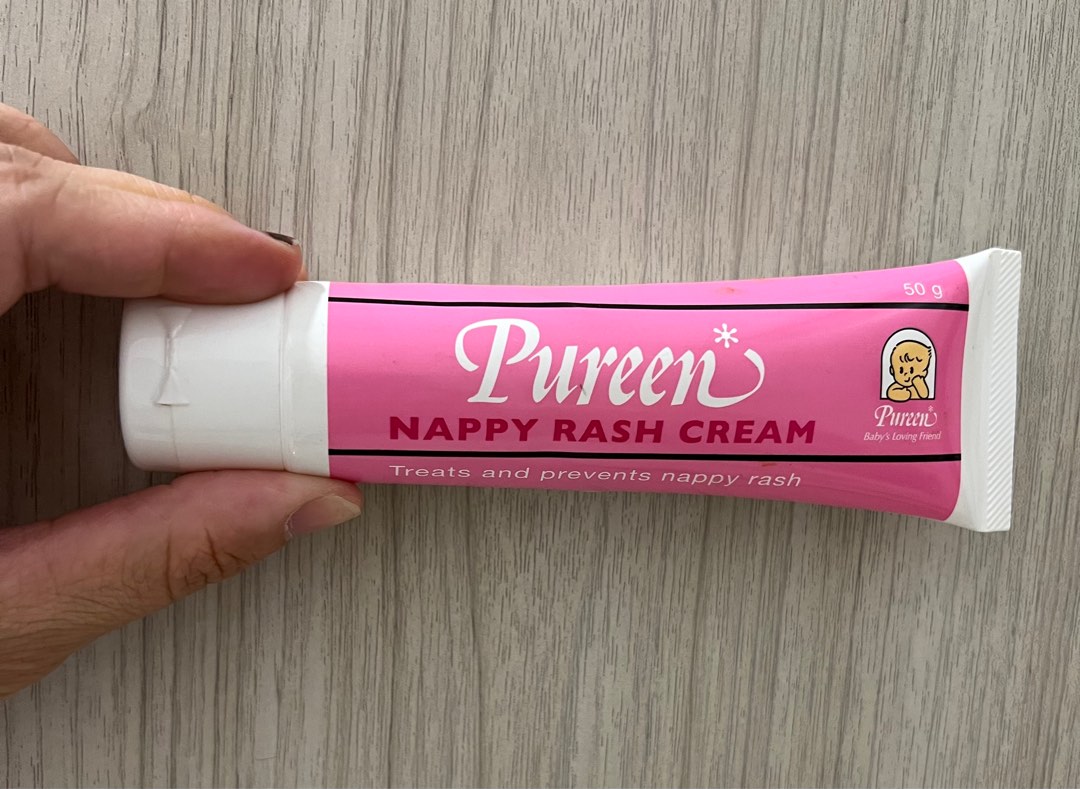 50 g
Pureen*
NAPPY RASH CREAM
Treats and prevents nappy rash
Pureen*
Baby's Loving Friend